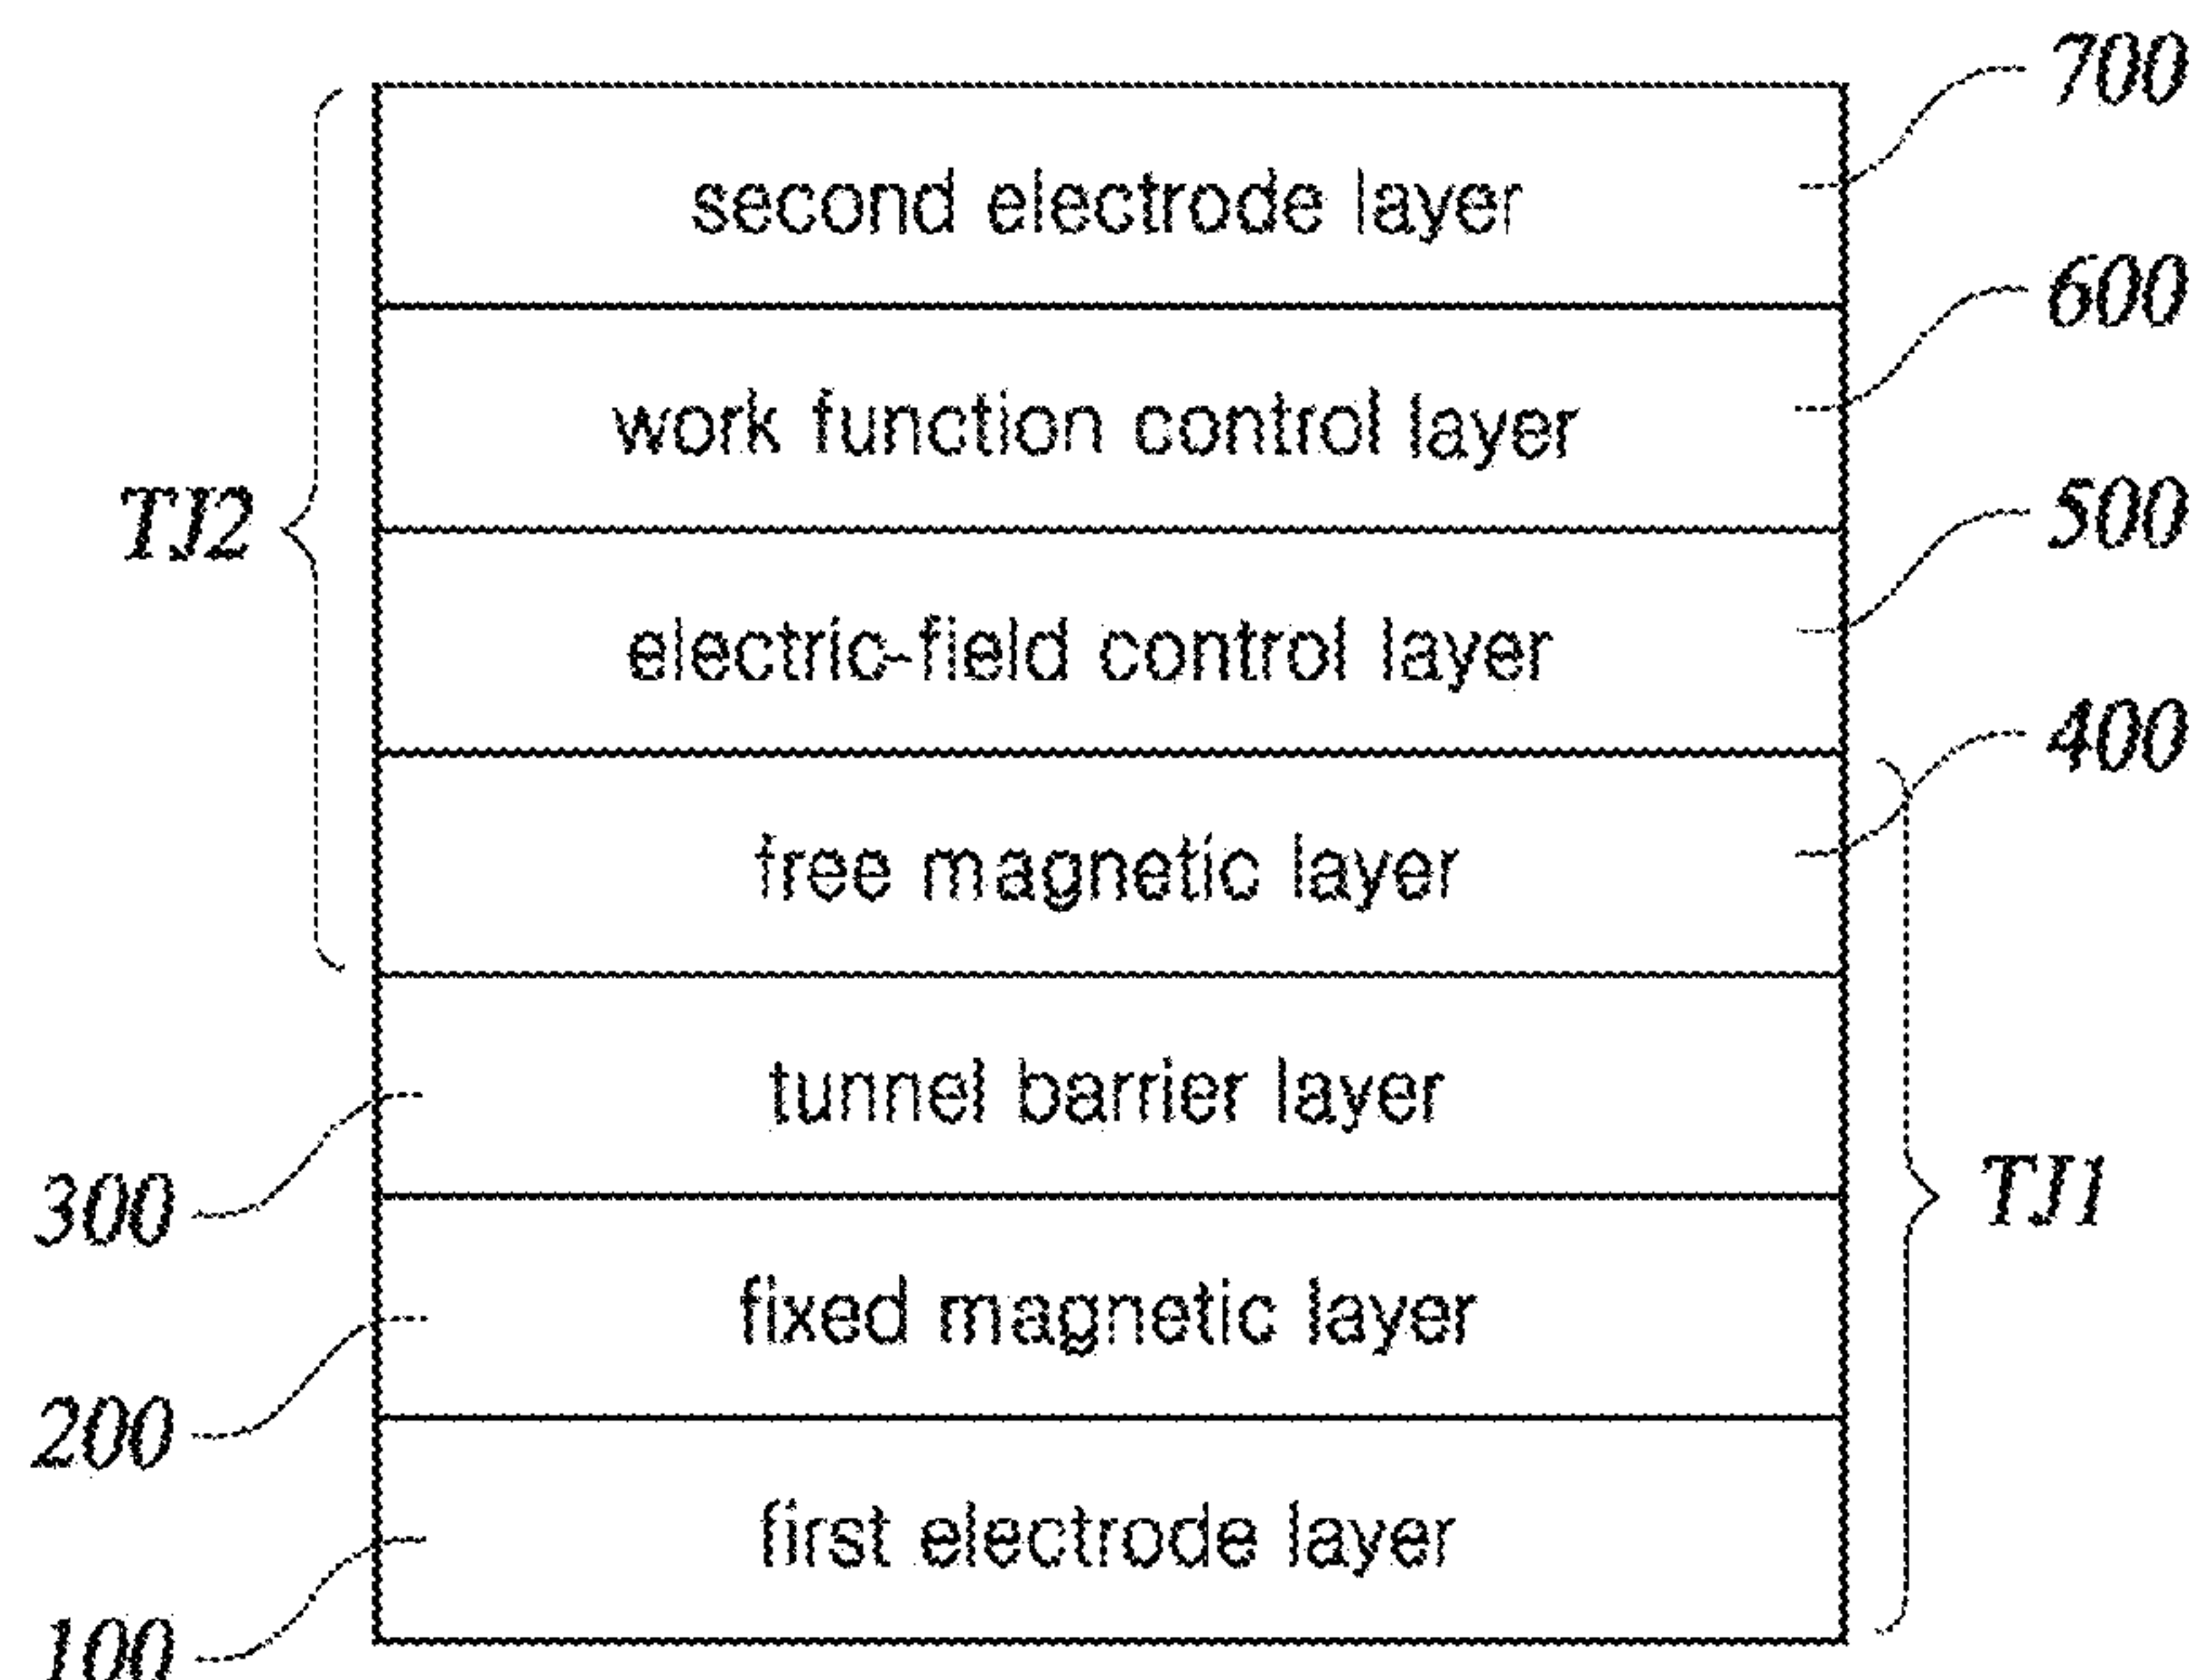 700
second electrode layer
600
work function control layer
TJ2
500
electric-field control layer
400
free magnetic layer
tunnel barrier layer
300
TJ1
fixed magnetic layer
200
first electrode layer
100